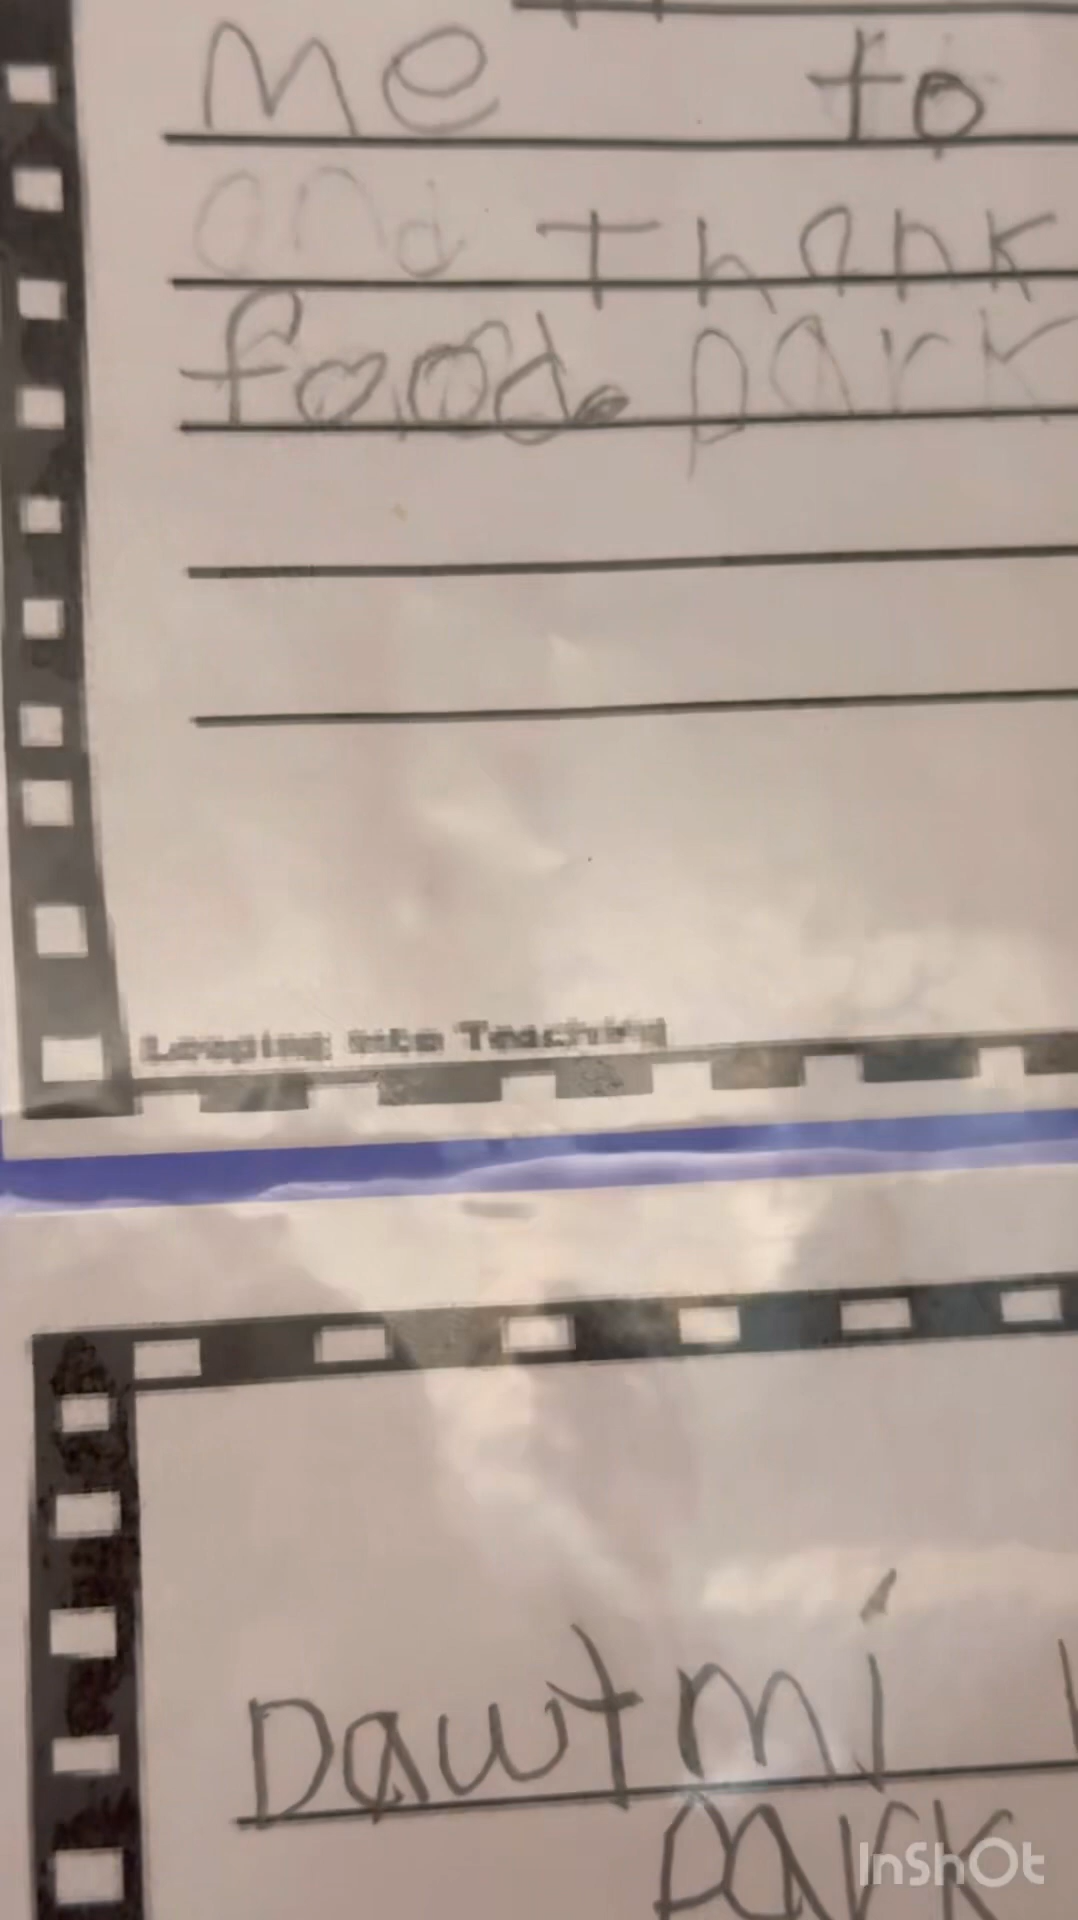 me to
and thank
food. park
Leaping into Teaching
Dawtmi
park
InShOt